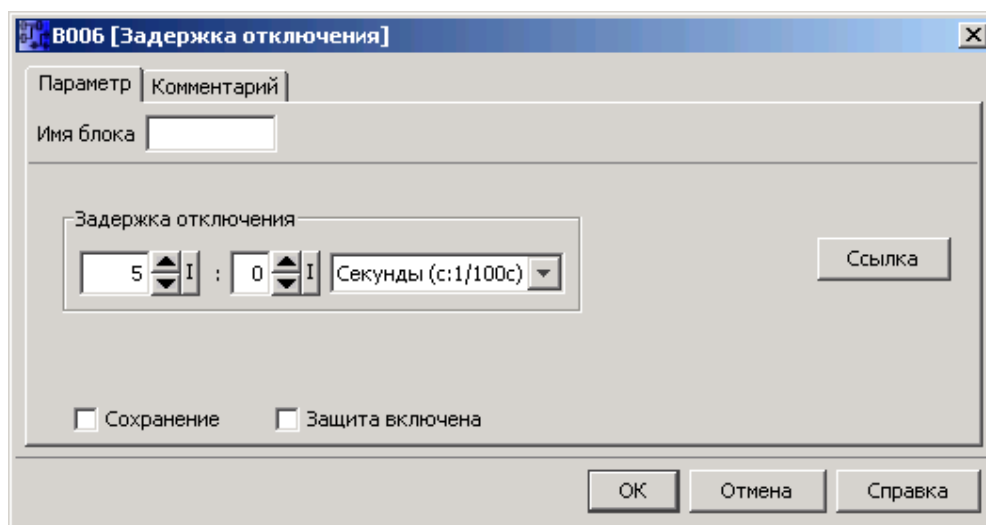 B006 [Задержка отключения]
Параметр Комментарий
Имя блока
Задержка отключения
5 I : 0 I Секунды (с:1/100с)
Ссылка
Сохранение Защита включена
ОК Отмена Справка